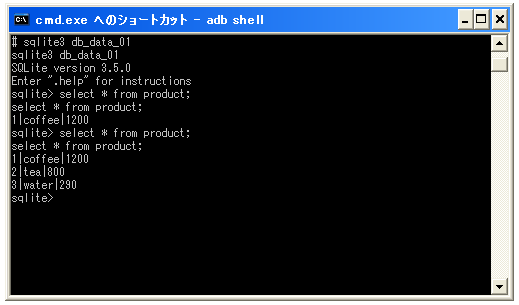 cmd.exe へのショートカット - adb shell
# sqlite3 db_data_01
sqlite3 db_data_01
SQLite version 3.5.0
Enter ".help" for instructions
sqlite> select * from product;
select * from product;
1|coffee|1200
sqlite> select * from product;
select * from product;
1|coffee|1200
2|tea|800
3|water|290
sqlite>